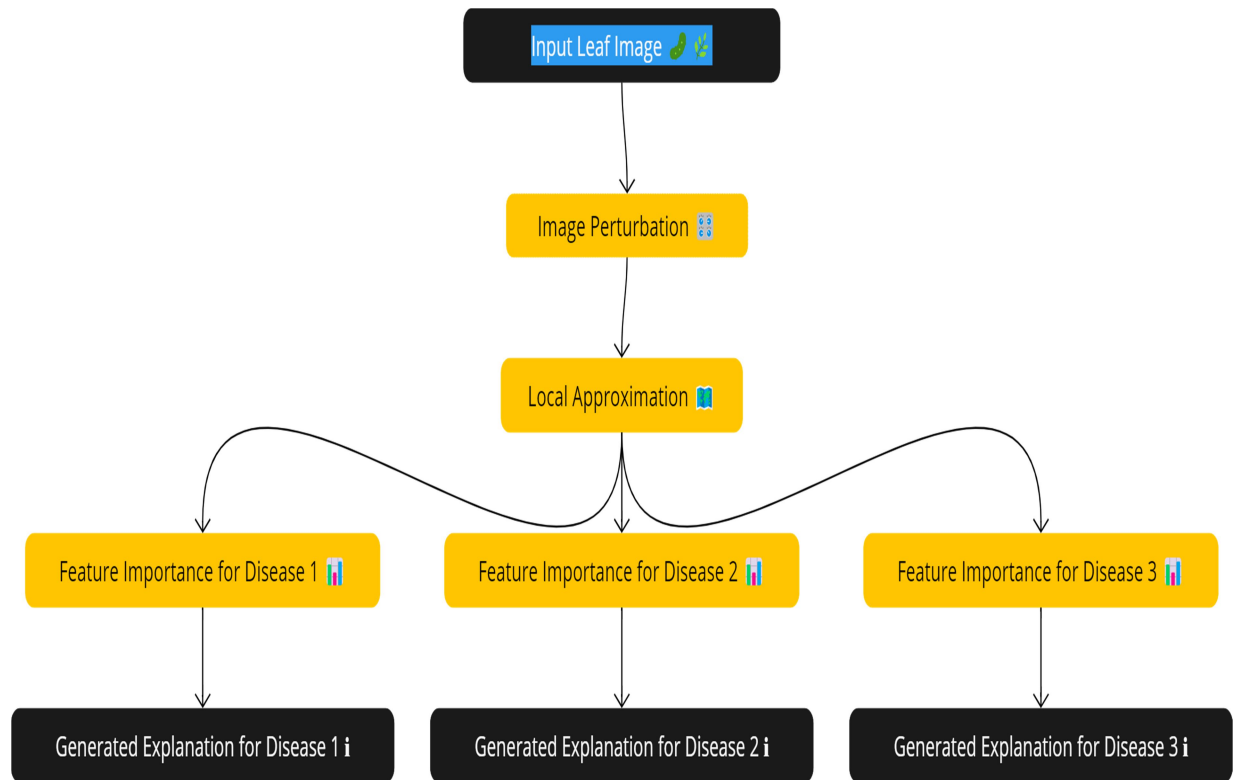 Input Leaf Image 🥒🌿
Image Perturbation 🎛️
Local Approximation 🗺️
Feature Importance for Disease 1 📊
Feature Importance for Disease 2 📊
Feature Importance for Disease 3 📊
Generated Explanation for Disease 1 ℹ
Generated Explanation for Disease 2 ℹ
Generated Explanation for Disease 3 ℹ